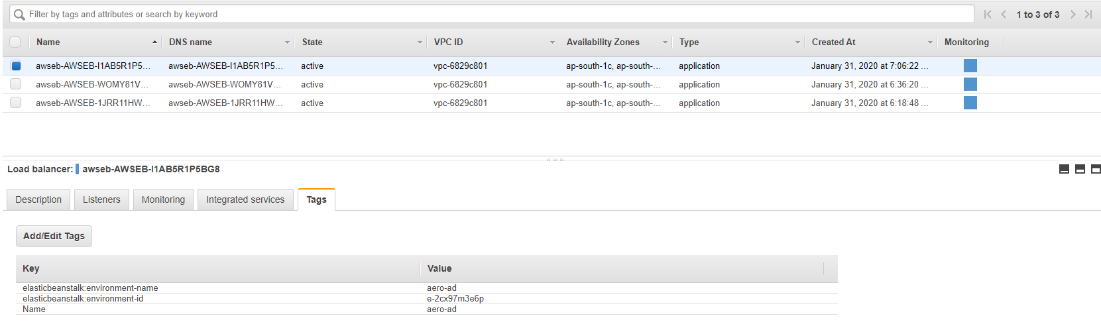 Filter by tags and attributes or search by keyword
1 to 3 of 3
Name DNS name State VPC ID Availability Zones Type Created At Monitoring
awseb-AWSEB-I1AB5R1P5... awseb-AWSEB-I1AB5R1P5... active vpc-6829c801 ap-south-1c, ap-south-... application January 31, 2020 at 7:06:22 ...
awseb-AWSEB-WOMY81V... awseb-AWSEB-WOMY81V... active vpc-6829c801 ap-south-1c, ap-south-... application January 31, 2020 at 6:36:20 ...
awseb-AWSEB-1JRR11HW... awseb-AWSEB-1JRR11HW... active vpc-6829c801 ap-south-1c, ap-south-... application January 31, 2020 at 6:18:48 ...
Load balancer: awseb-AWSEB-I1AB5R1P5BG8
Description Listeners Monitoring Integrated services Tags
Add/Edit Tags
Key Value
elasticbeanstalk:environment-name aero-ad
elasticbeanstalk:environment-id e-2cx97m3e6p
Name aero-ad